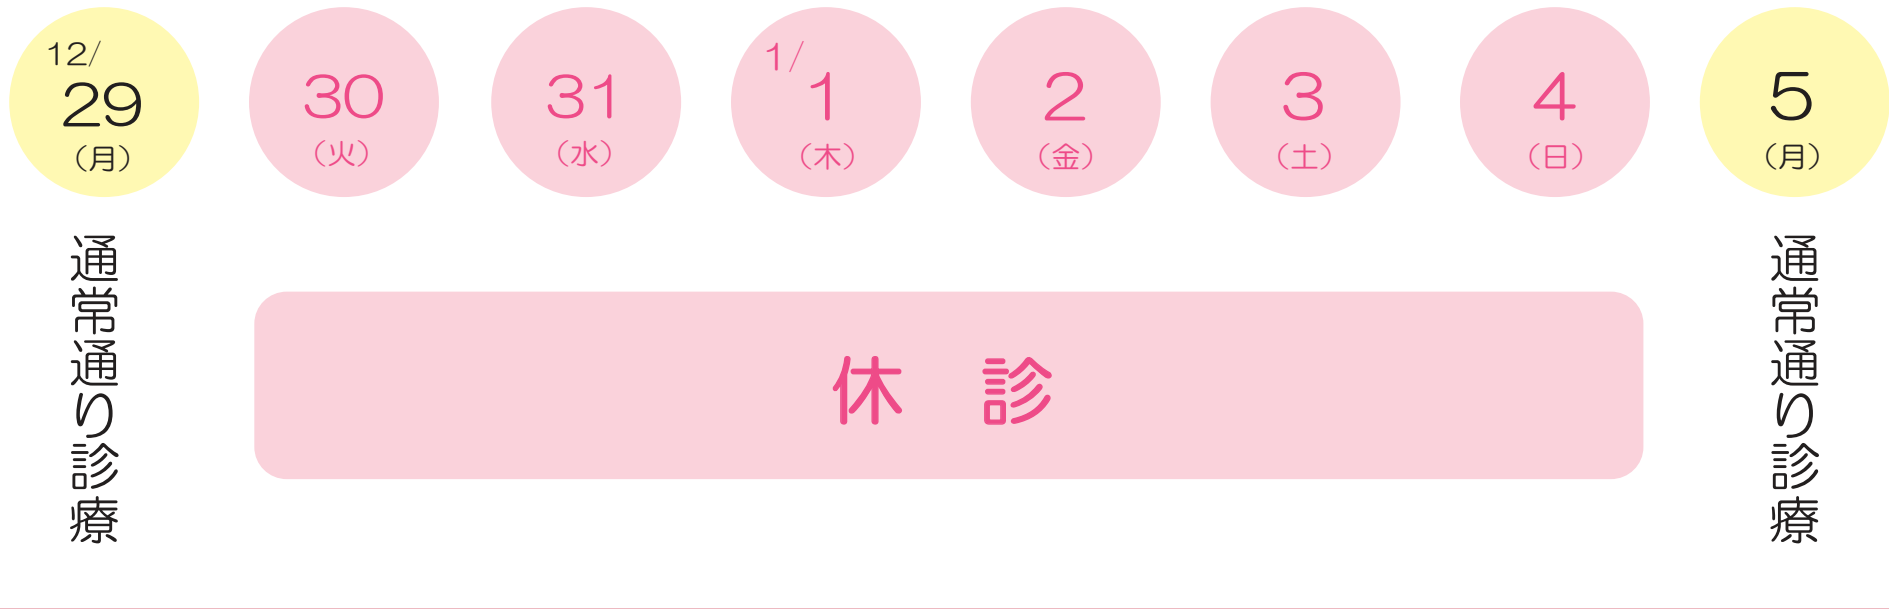 12/29（月）
30（火）
31（水）
1/1（木）
2（金）
3（土）
4（日）
5（月）
通常通り診療
休　診
通常通り診療